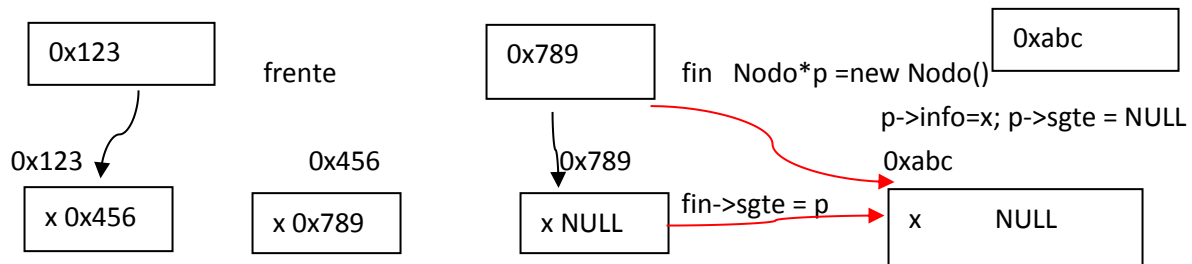 0x123
frente
0x789
fin Nodo*p =new Nodo()
0xabc
p->info=x; p->sgte = NULL
0x123
0x456
0x789
0xabc
x 0x456
x 0x789
x NULL
fin->sgte = p
x NULL